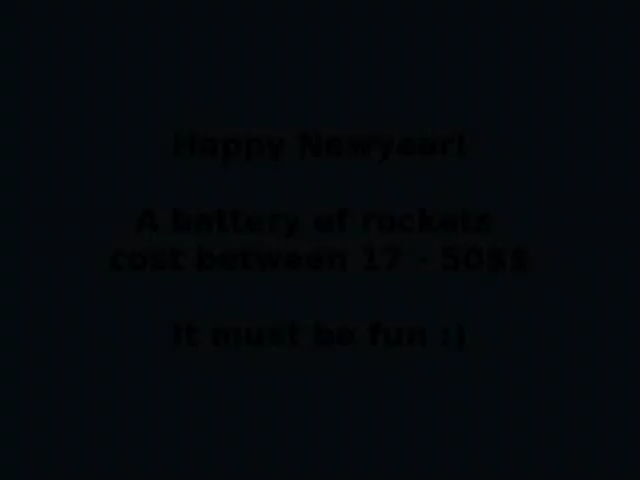 Happy Newyear!
A battery of rockets
cost between 17 - 50$$
It must be fun :)